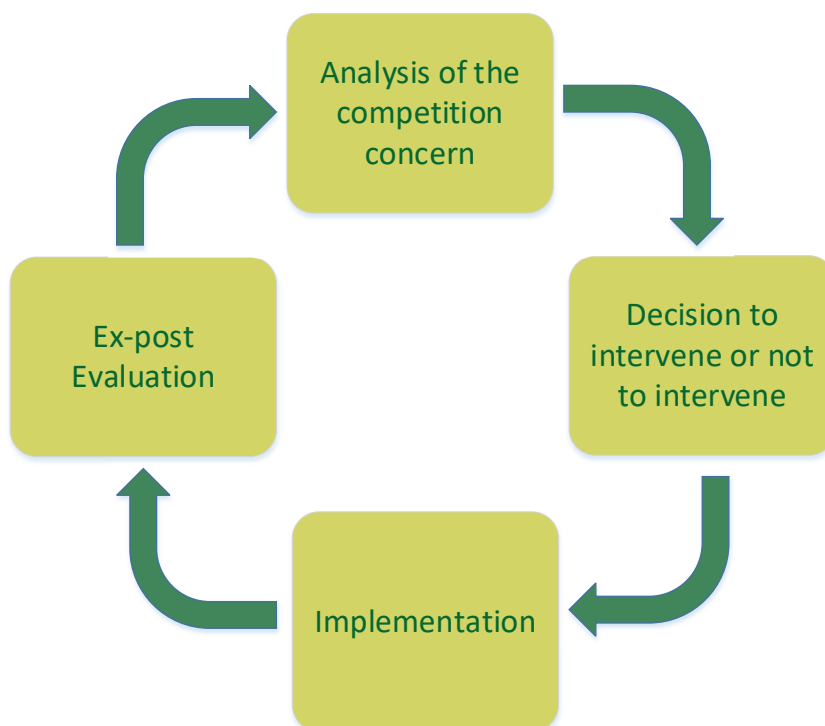 Analysis of the
competition
concern
Decision to
intervene or not
to intervene
Implementation
Ex-post
Evaluation